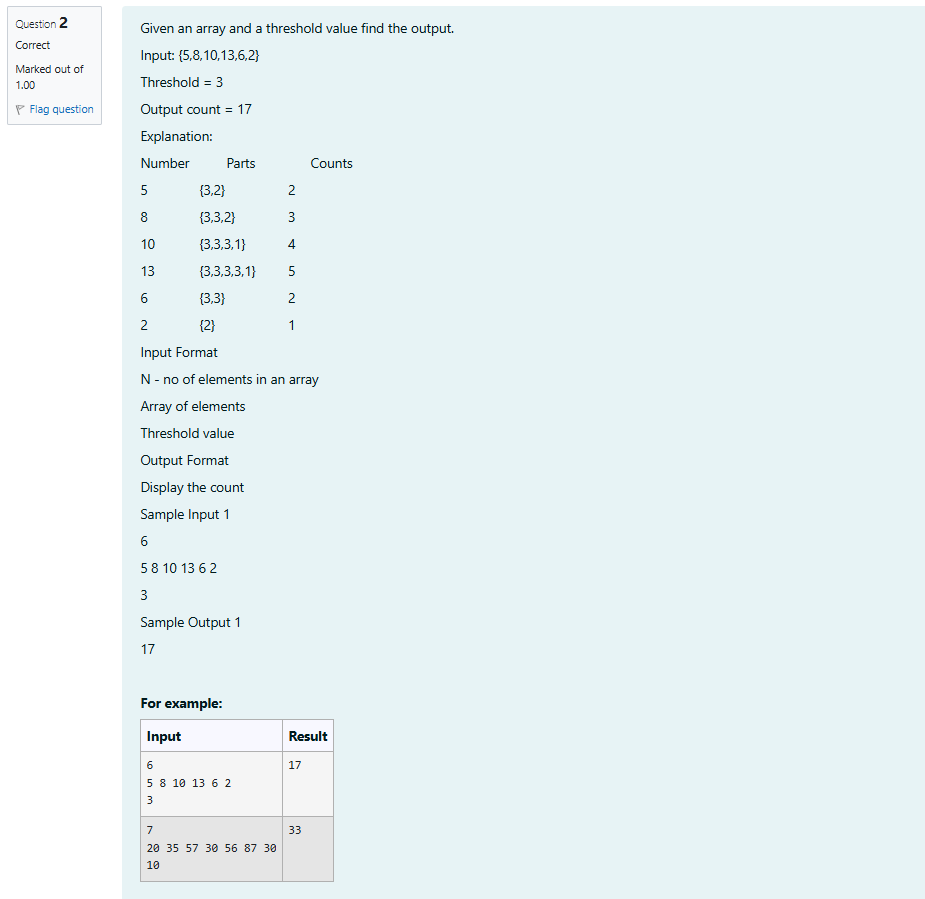 Question 2
Correct
Marked out of
1.00
Flag question
Given an array and a threshold value find the output.
Input: {5,8,10,13,6,2}
Threshold = 3
Output count = 17
Explanation:
Number Parts Counts
5 {3,2} 2
8 {3,3,2} 3
10 {3,3,3,1} 4
13 {3,3,3,3,1} 5
6 {3,3} 2
2 {2} 1
Input Format
N - no of elements in an array
Array of elements
Threshold value
Output Format
Display the count
Sample Input 1
6
5 8 10 13 6 2
3
Sample Output 1
17
For example:
Input Result
6 17
5 8 10 13 6 2
3
7 33
20 35 57 30 56 87 30
10